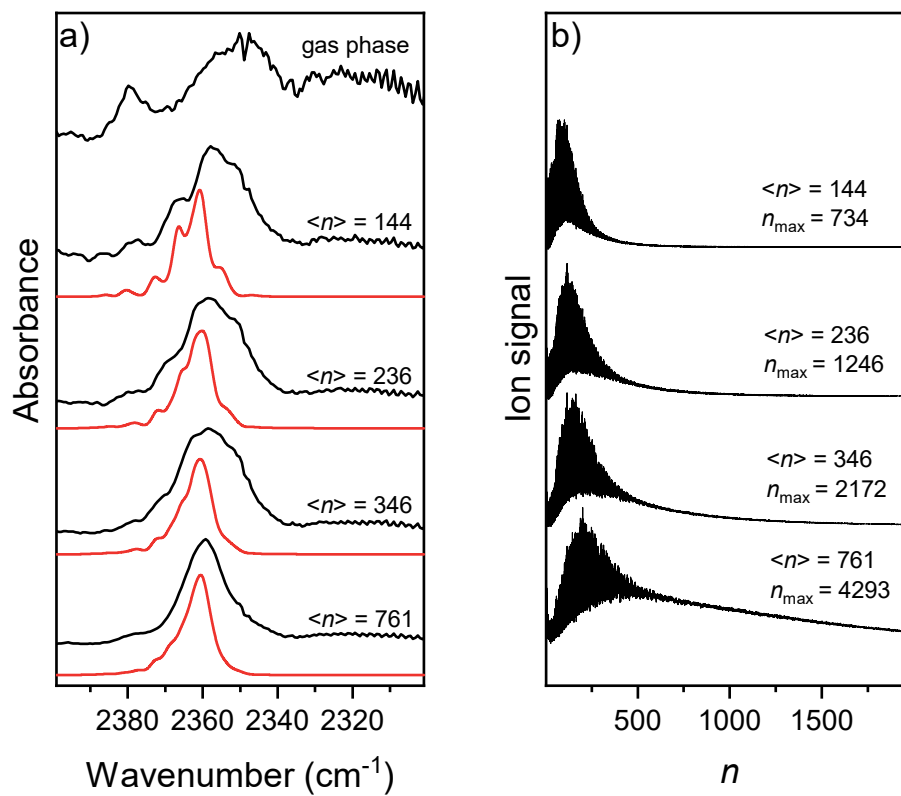 a)
gas phase
<n> = 144
<n> = 236
<n> = 346
<n> = 761
Absorbance
2380 2360 2340 2320
Wavenumber (cm⁻¹)
b)
<n> = 144
nmax = 734
<n> = 236
nmax = 1246
<n> = 346
nmax = 2172
<n> = 761
nmax = 4293
Ion signal
500 1000 1500
n